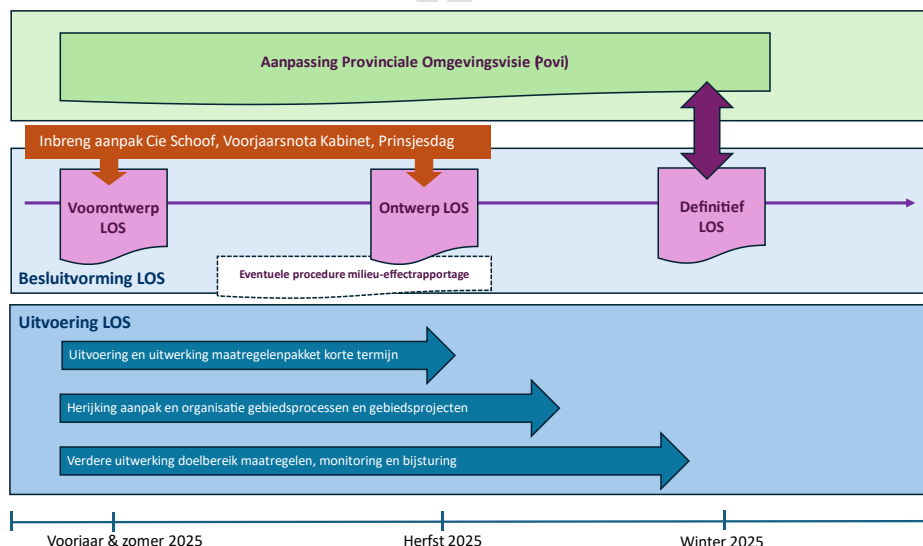 Aanpassing Provinciale Omgevingsvisie (Povi)
Inbreng aanpak Cie Schoof, Voorjaarsnota Kabinet, Prinsjesdag
Voorontwerp
LOS
Ontwerp LOS
Definitief
LOS
Eventuele procedure milieu-effectrapportage
Besluitvorming LOS
Uitvoering LOS
Uitvoering en uitwerking maatregelenpakket korte termijn
Herijking aanpak en organisatie gebiedsprocessen en gebiedsprojecten
Verdere uitwerking doelbereik maatregelen, monitoring en bijsturing
Voorjaar & zomer 2025
Herfst 2025
Winter 2025